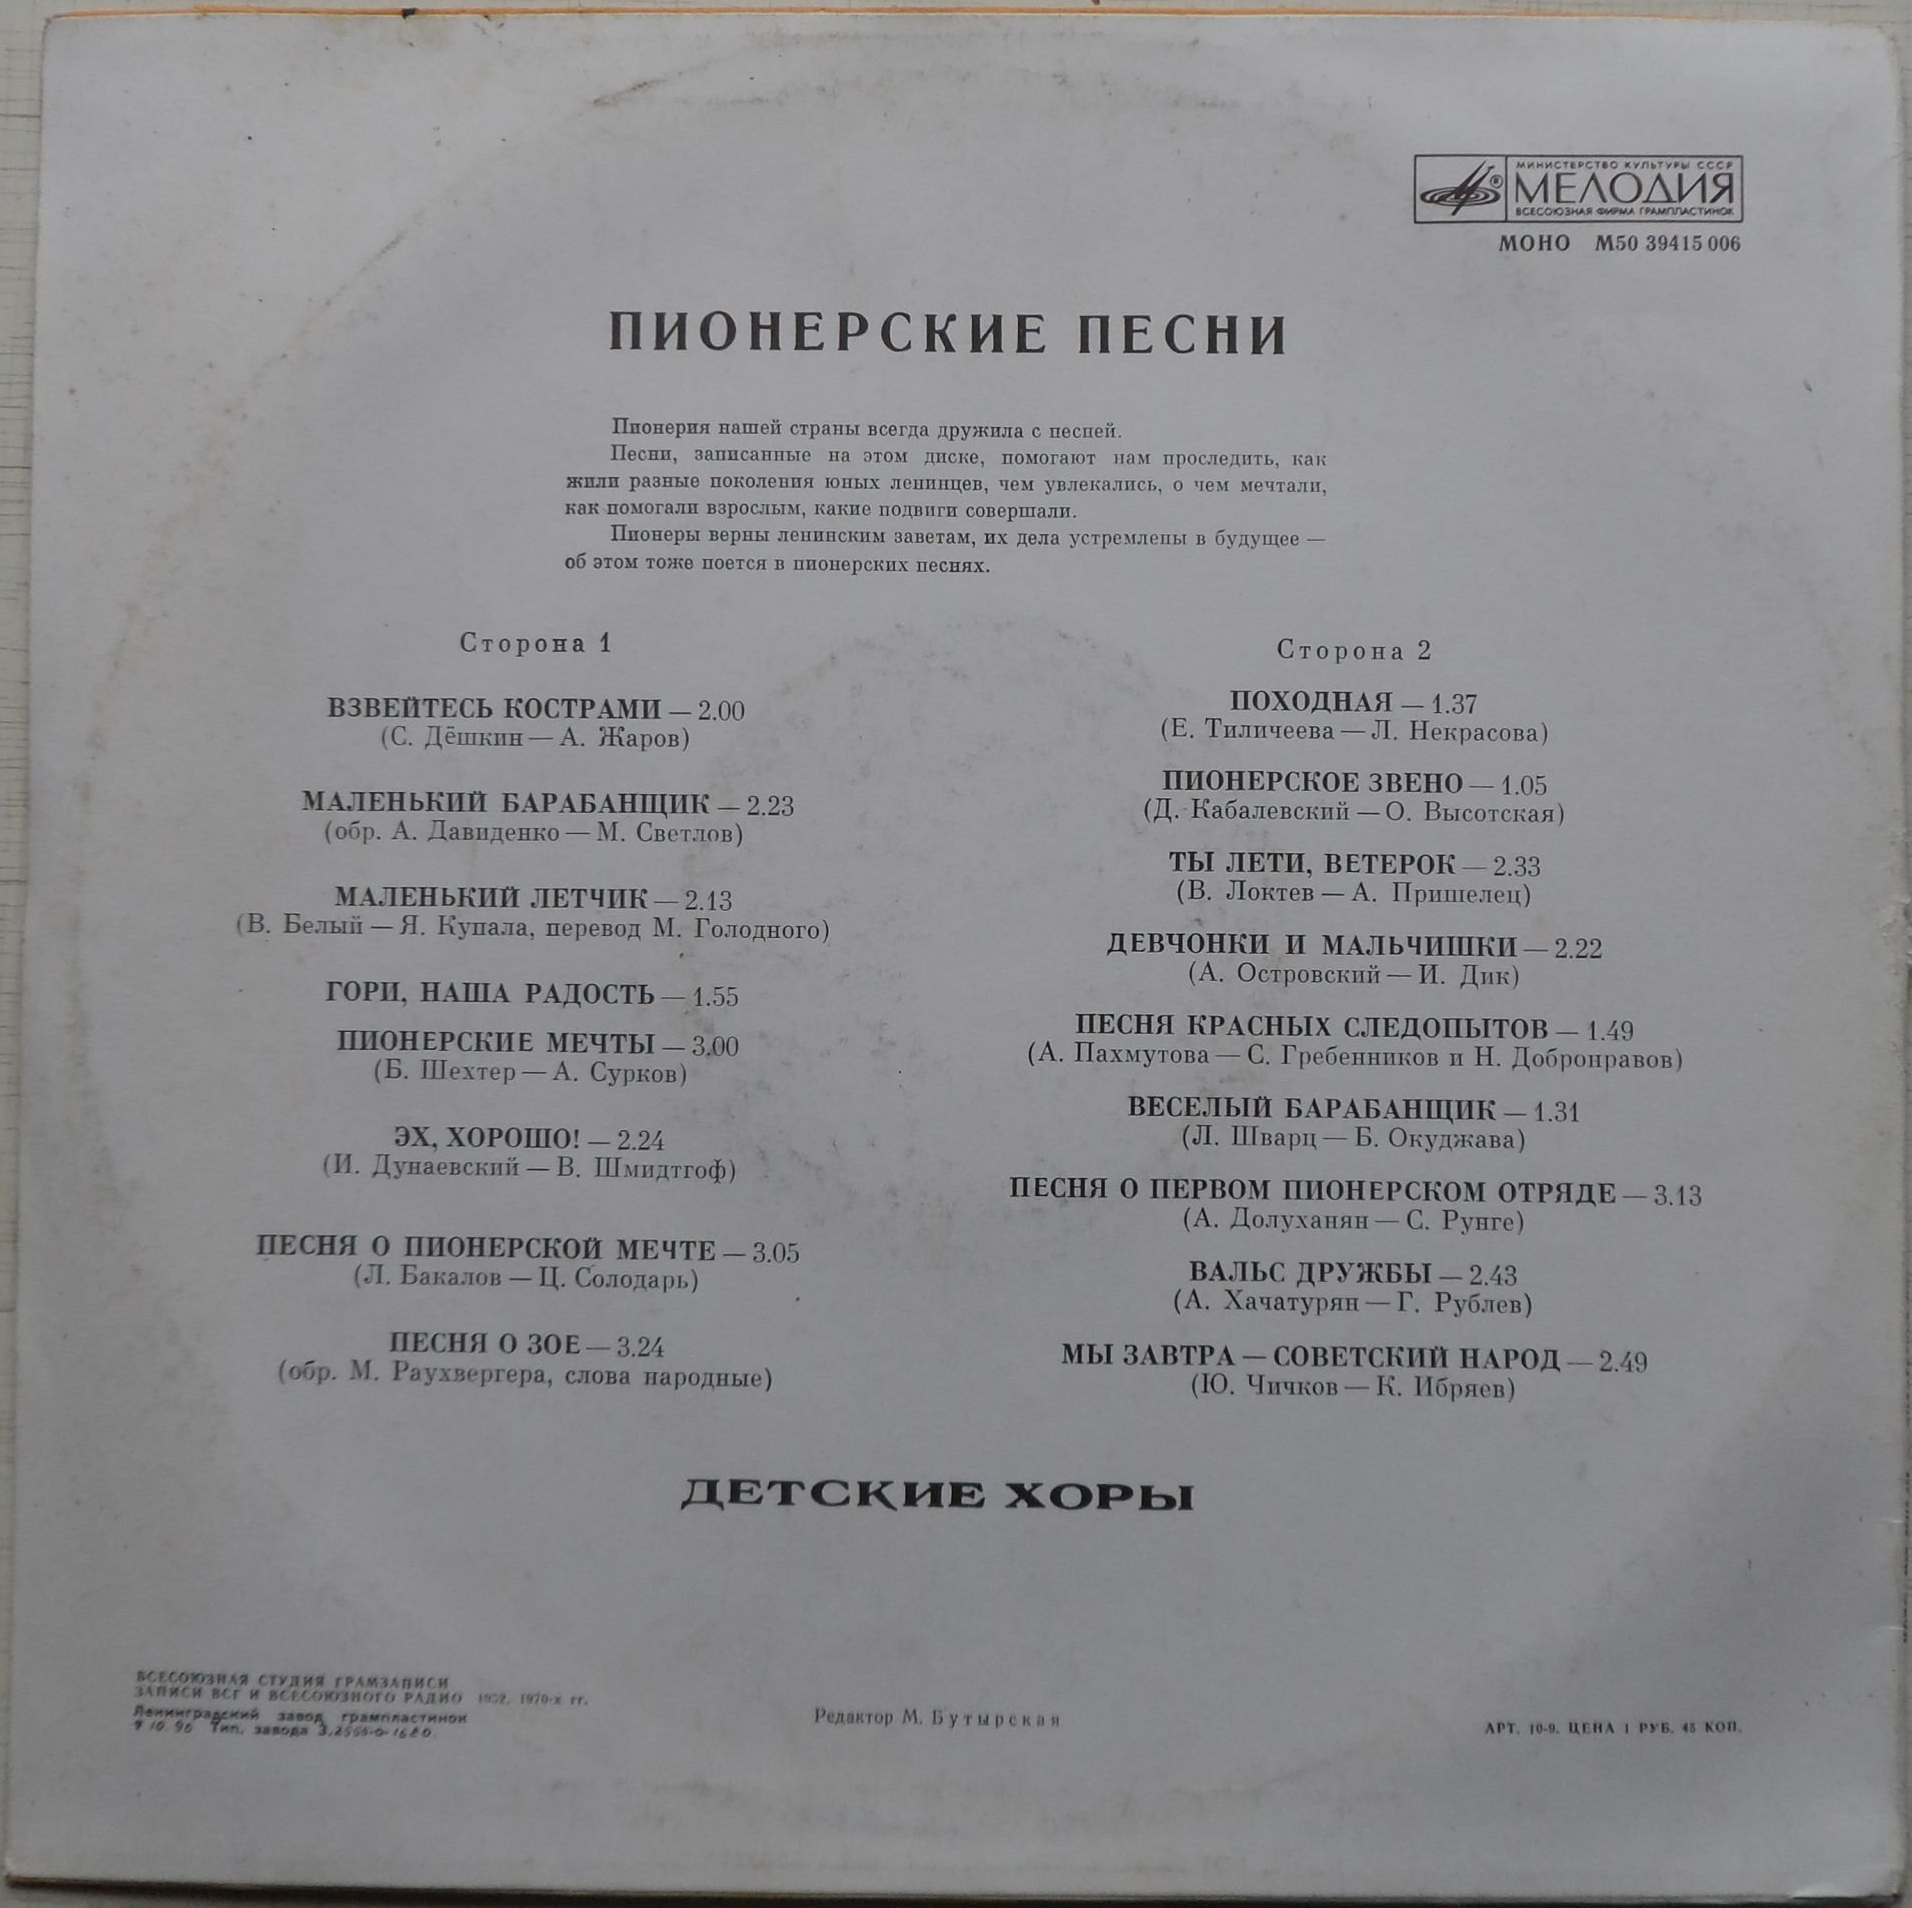 МИНИСТЕРСТВО КУЛЬТУРЫ СССР
МЕЛОДИЯ
ВСЕСОЮЗНАЯ ФИРМА ГРАМПЛАСТИНОК
МОНО М50 39415 006
ПИОНЕРСКИЕ ПЕСНИ
Пионерия нашей страны всегда дружила с песней.
Песни, записанные на этом диске, помогают нам проследить, как
жили разные поколения юных ленинцев, чем увлекались, о чем мечтали,
как помогали взрослым, какие подвиги совершали.
Пионеры верны ленинским заветам, их дела устремлены в будущее —
об этом тоже поется в пионерских песнях.
Сторона 1
ВЗВЕЙТЕСЬ КОСТРАМИ — 2.00
(С. Дёшкин — А. Жаров)
МАЛЕНЬКИЙ БАРАБАНЩИК — 2.23
(обр. А. Давиденко — М. Светлов)
МАЛЕНЬКИЙ ЛЕТЧИК — 2.13
(В. Белый — Я. Купала, перевод М. Голодного)
ГОРИ, НАША РАДОСТЬ — 1.55
ПИОНЕРСКИЕ МЕЧТЫ — 3.00
(Б. Шехтер — А. Сурков)
ЭХ, ХОРОШО! — 2.24
(И. Дунаевский — В. Шмидтгоф)
ПЕСНЯ О ПИОНЕРСКОЙ МЕЧТЕ — 3.05
(Л. Бакалов — Ц. Солодарь)
ПЕСНЯ О ЗОЕ — 3.24
(обр. М. Раухвергера, слова народные)
Сторона 2
ПОХОДНАЯ — 1.37
(Е. Тиличеева — Л. Некрасова)
ПИОНЕРСКОЕ ЗВЕНО — 1.05
(Д. Кабалевский — О. Высотская)
ТЫ ЛЕТИ, ВЕТЕРОК — 2.33
(В. Локтев — А. Пришелец)
ДЕВЧОНКИ И МАЛЬЧИШКИ — 2.22
(А. Островский — И. Дик)
ПЕСНЯ КРАСНЫХ СЛЕДОПЫТОВ — 1.49
(А. Пахмутова — С. Гребенников и Н. Добронравов)
ВЕСЕЛЫЙ БАРАБАНЩИК — 1.31
(Л. Шварц — Б. Окуджава)
ПЕСНЯ О ПЕРВОМ ПИОНЕРСКОМ ОТРЯДЕ — 3.13
(А. Долуханян — С. Рунге)
ВАЛЬС ДРУЖБЫ — 2.43
(А. Хачатурян — Г. Рублев)
МЫ ЗАВТРА — СОВЕТСКИЙ НАРОД — 2.49
(Ю. Чичков — К. Ибряев)
ДЕТСКИЕ ХОРЫ
ВСЕСОЮЗНАЯ СТУДИЯ ГРАМЗАПИСИ
ЗАПИСИ ВСГ И ВСЕСОЮЗНОГО РАДИО 1970-х гг.
Ленинградский завод грампластинок
Тип. завода
Редактор М. Бутырская
АРТ. 10-9. ЦЕНА 1 РУБ. 45 КОП.